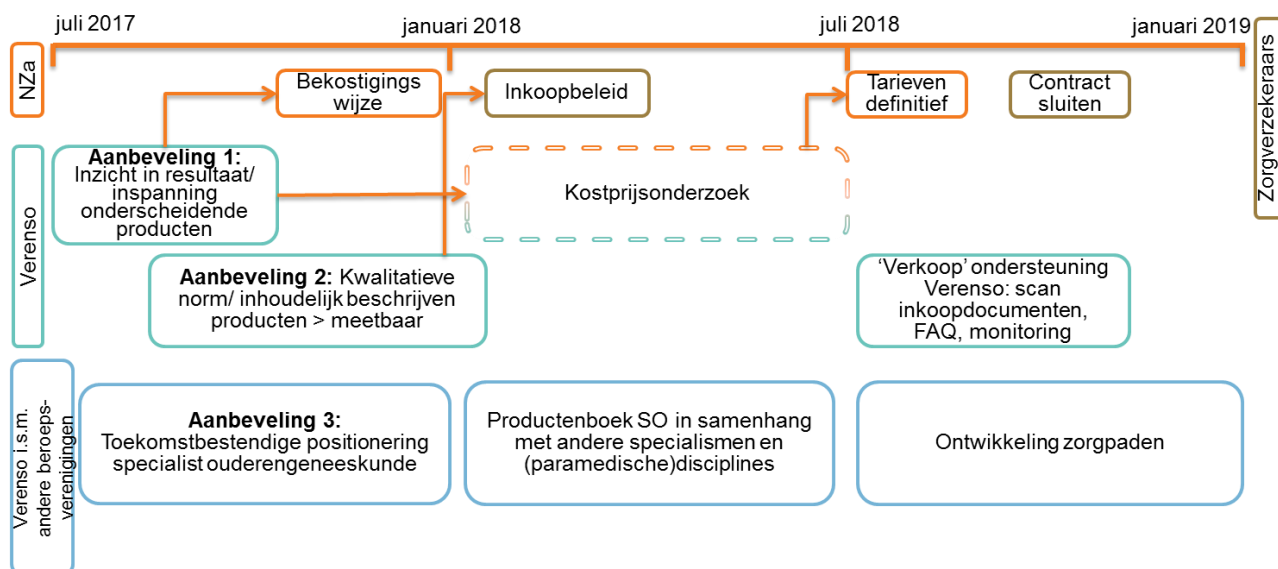 juli 2017
januari 2018
juli 2018
januari 2019
NZa
Bekostigings
wijze
Inkoopbeleid
Tarieven
definitief
Contract
sluiten
Zorgverzekeraars
Verenso
Aanbeveling 1:
Inzicht in resultaat/
inspanning
onderscheidende
producten
Kostprijsonderzoek
Aanbeveling 2: Kwalitatieve
norm/ inhoudelijk beschrijven
producten > meetbaar
‘Verkoop’ ondersteuning
Verenso: scan
inkoopdocumenten,
FAQ, monitoring
Verenso i.s.m.
andere beroeps-
verenigingen
Aanbeveling 3:
Toekomstbestendige positionering
specialist ouderengeneeskunde
Productenboek SO in samenhang
met andere specialismen en
(paramedische)disciplines
Ontwikkeling zorgpaden